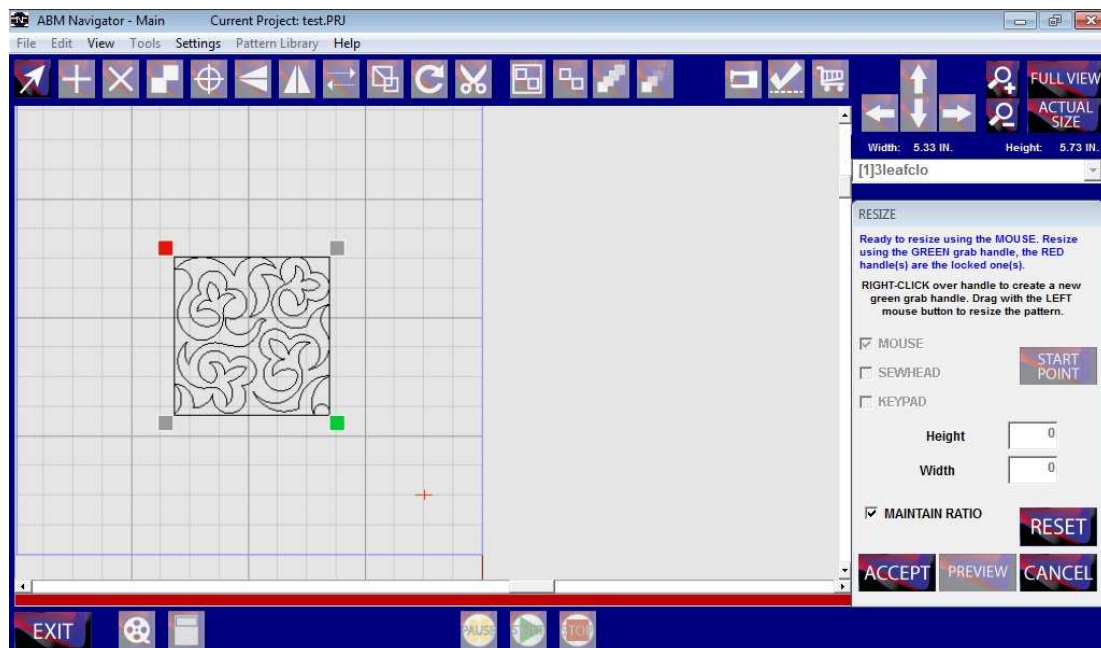 ABM Navigator - Main Current Project: test.PRJ
File Edit View Tools Settings Pattern Library Help
FULL VIEW
ACTUAL
SIZE
Width: 5.33 IN. Height: 5.73 IN.
[1]3leafclo
RESIZE
Ready to resize using the MOUSE. Resize
using the GREEN grab handle, the RED
handle(s) are the locked one(s).
RIGHT-CLICK over handle to create a new
green grab handle. Drag with the LEFT
mouse button to resize the pattern.
MOUSE
START
POINT
SEWHEAD
KEYPAD
Height 0
Width 0
MAINTAIN RATIO
RESET
ACCEPT PREVIEW CANCEL
EXIT PAUSE START STOP